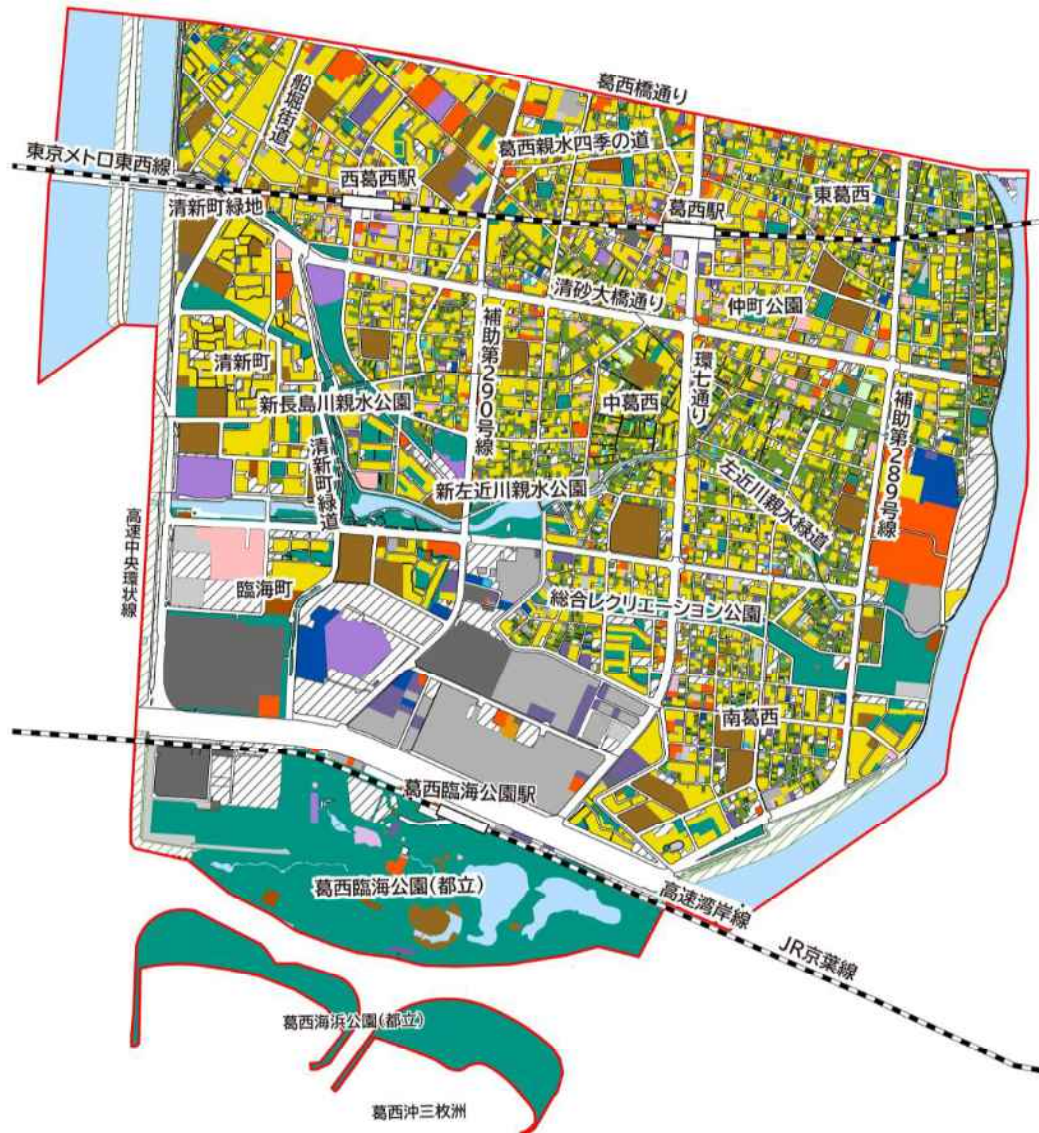 葛西橋通り
船堀街道
葛西親水四季の道
東京メトロ東西線
西葛西駅
東葛西
清新町緑地
葛西駅
清砂大橋通り
仲町公園
補助第290号線
環七通り
清新町
新長島川親水公園
中葛西
補助第289号線
清新町緑道
新左近川親水公園
左近川親水緑道
高速中央環状線
臨海町
総合レクリエーション公園
南葛西
葛西臨海公園駅
葛西臨海公園(都立)
高速湾岸線
JR京葉線
葛西海浜公園(都立)
葛西沖三枚洲